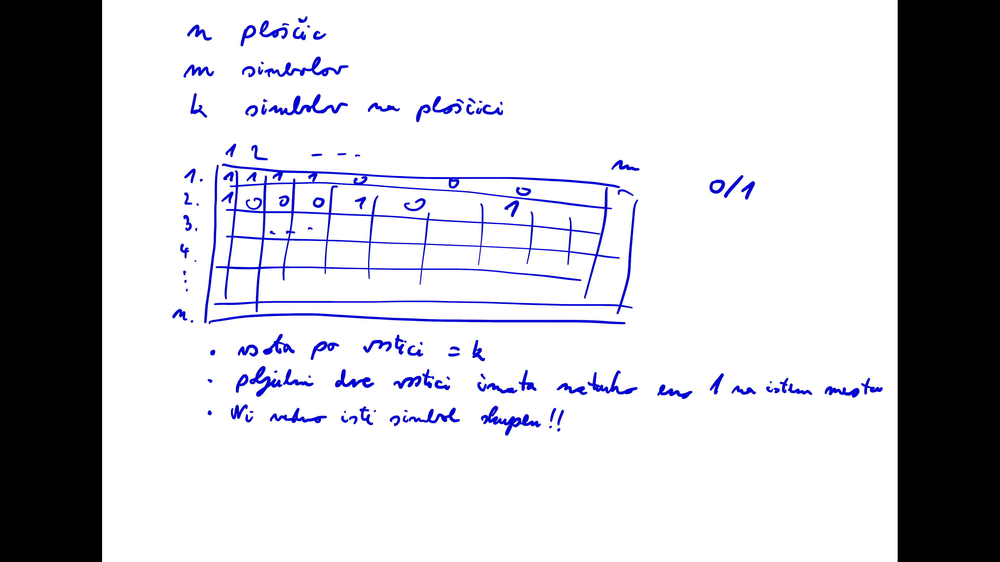 n ploščic
m simbolov
k simbolov na ploščici
1 2 - - - m
1. 1 1 1 1 0 0 0 0/1
2. 1 0 0 0 1 0 1
3. - - -
4.
⋮
n.
• vsota po vrstici = k
• poljubni dve vrstici imata natanko eno 1 na istem mestu
• Ni vedno isti simbol skupen!!